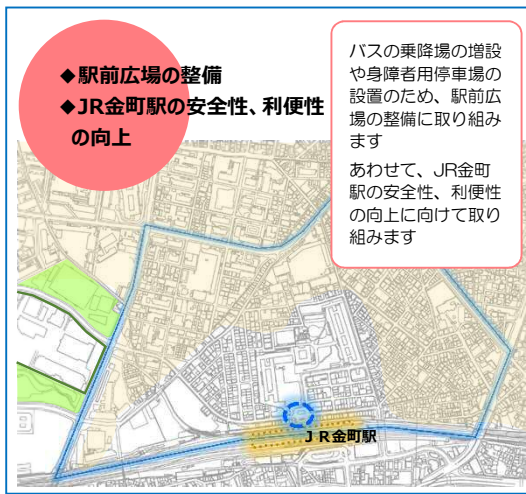 ◆駅前広場の整備
◆JR金町駅の安全性、利便性
の向上
バスの乗降場の増設
や身障者用停車場の
設置のため、駅前広
場の整備に取り組み
ます
あわせて、JR金町
駅の安全性、利便性
の向上に向けて取り
組みます
JR金町駅